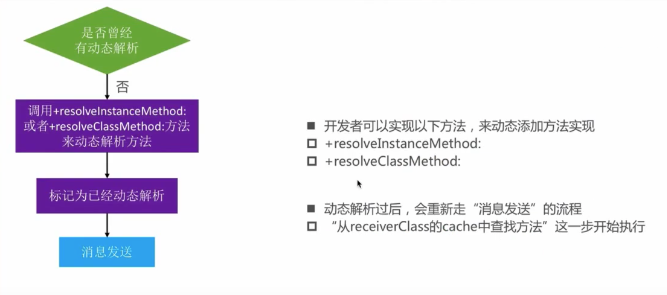 是否曾经
有动态解析
否
调用+resolveInstanceMethod:
或者+resolveClassMethod:方法
来动态解析方法
标记为已经动态解析
消息发送
开发者可以实现以下方法，来动态添加方法实现
+resolveInstanceMethod:
+resolveClassMethod:
动态解析过后，会重新走“消息发送”的流程
“从receiverClass的cache中查找方法”这一步开始执行